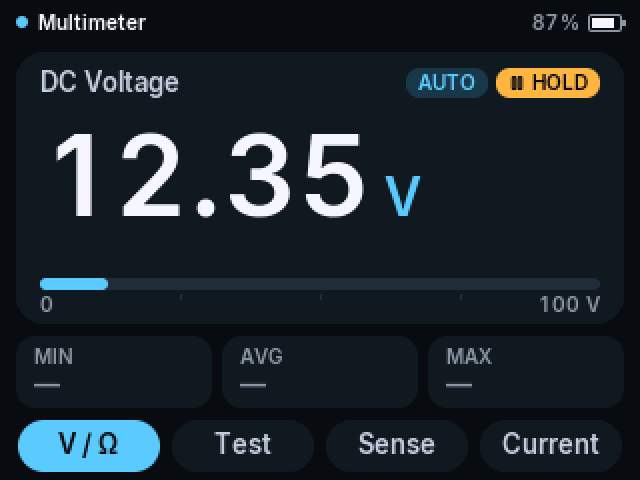 Multimeter 87%
DC Voltage AUTO HOLD
12.35 V
0 100 V
MIN AVG MAX
— — —
V / Ω Test Sense Current